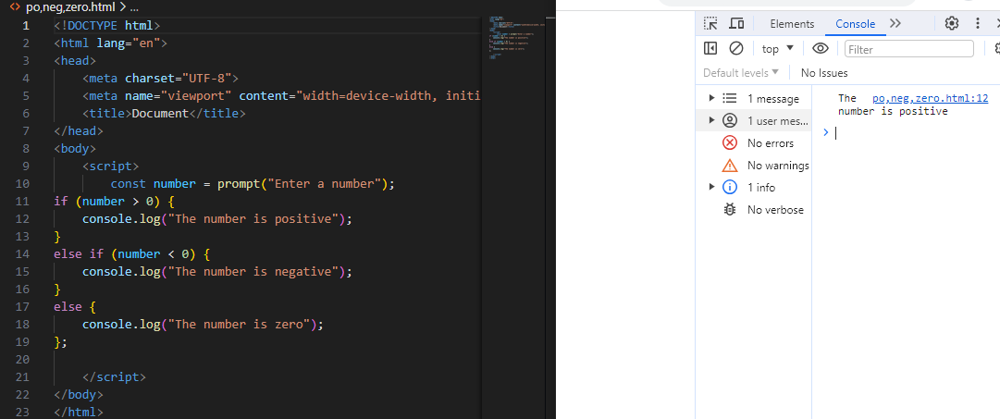 po,neg,zero.html > ...
1 <!DOCTYPE html>
2 <html lang="en">
3 <head>
4 <meta charset="UTF-8">
5 <meta name="viewport" content="width=device-width, initi
6 <title>Document</title>
7 </head>
8 <body>
9 <script>
10 const number = prompt("Enter a number");
11 if (number > 0) {
12 console.log("The number is positive");
13 }
14 else if (number < 0) {
15 console.log("The number is negative");
16 }
17 else {
18 console.log("The number is zero");
19 };
20
21 </script>
22 </body>
23 </html>
Elements Console
top Filter
Default levels No Issues
1 message
1 user mes...
No errors
No warnings
1 info
No verbose
The po,neg,zero.html:12
number is positive